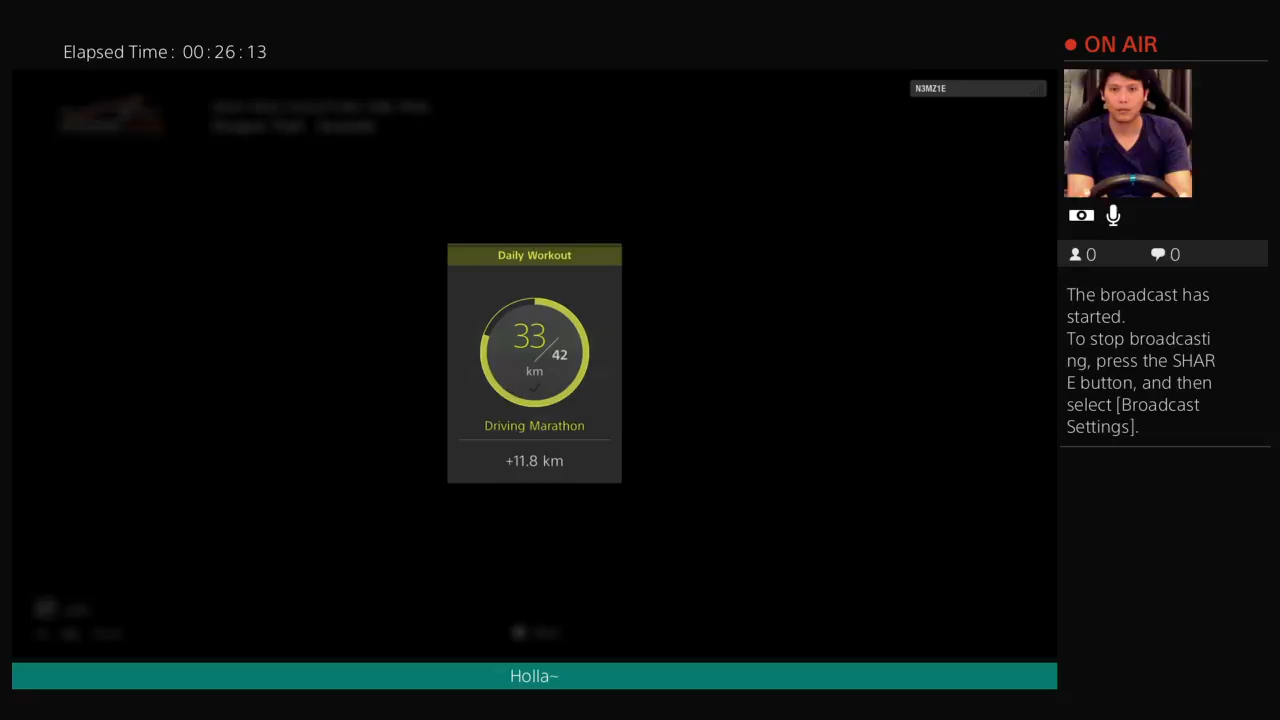 Elapsed Time: 00:26:13
ON AIR
N3MZ1E
0 0
Daily Workout
33/42
km
Driving Marathon
+11.8 km
The broadcast has
started.
To stop broadcasti
ng, press the SHAR
E button, and then
select [Broadcast
Settings].
Holla~